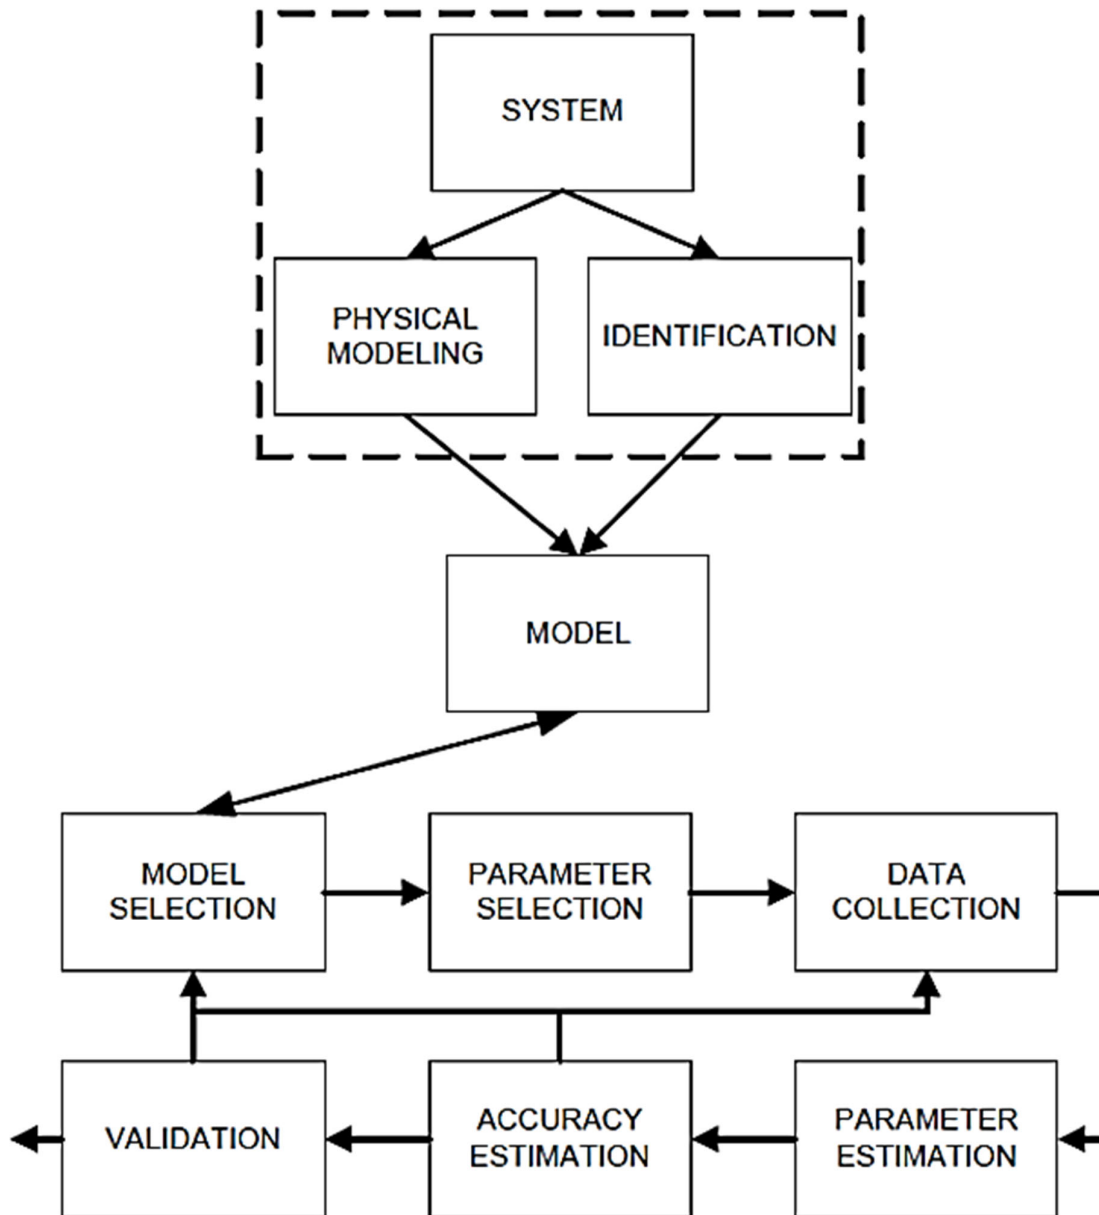 SYSTEM
PHYSICAL
MODELING
IDENTIFICATION
MODEL
MODEL
SELECTION
PARAMETER
SELECTION
DATA
COLLECTION
VALIDATION
ACCURACY
ESTIMATION
PARAMETER
ESTIMATION